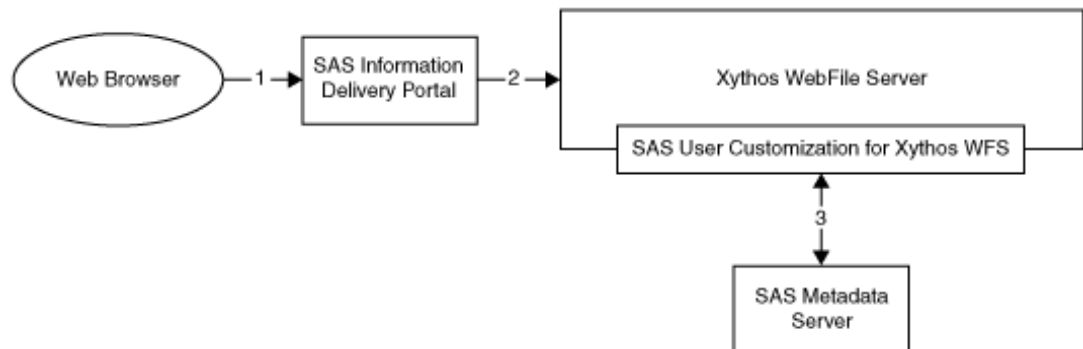 Web Browser
1
SAS Information
Delivery Portal
2
Xythos WebFile Server
SAS User Customization for Xythos WFS
3
SAS Metadata
Server